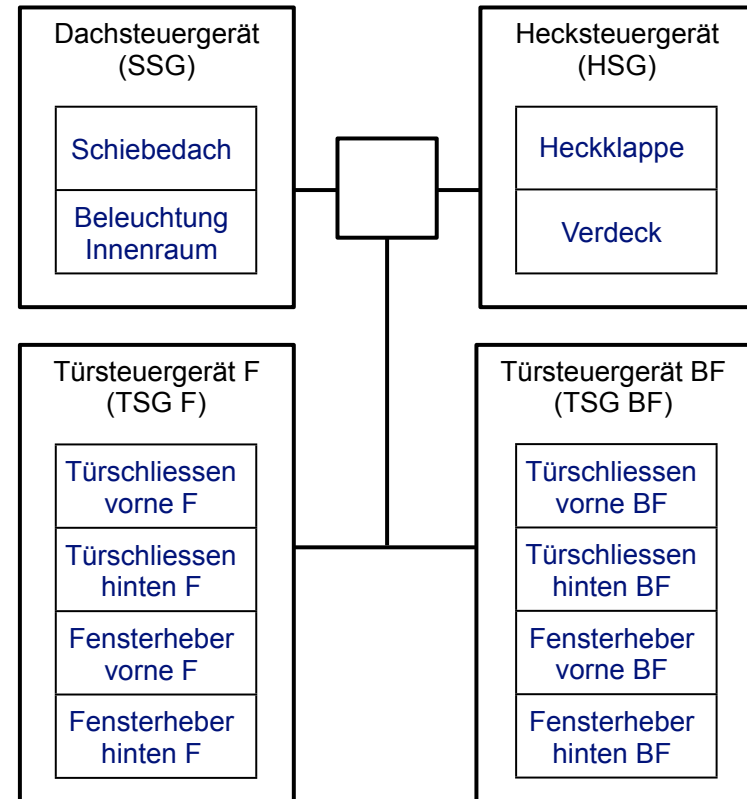 Dachsteuergerät
(SSG)
Schiebedach
Beleuchtung
Innenraum
Hecksteuergerät
(HSG)
Heckklappe
Verdeck
Türsteuergerät F
(TSG F)
Türschliessen
vorne F
Türschliessen
hinten F
Fensterheber
vorne F
Fensterheber
hinten F
Türsteuergerät BF
(TSG BF)
Türschliessen
vorne BF
Türschliessen
hinten BF
Fensterheber
vorne BF
Fensterheber
hinten BF